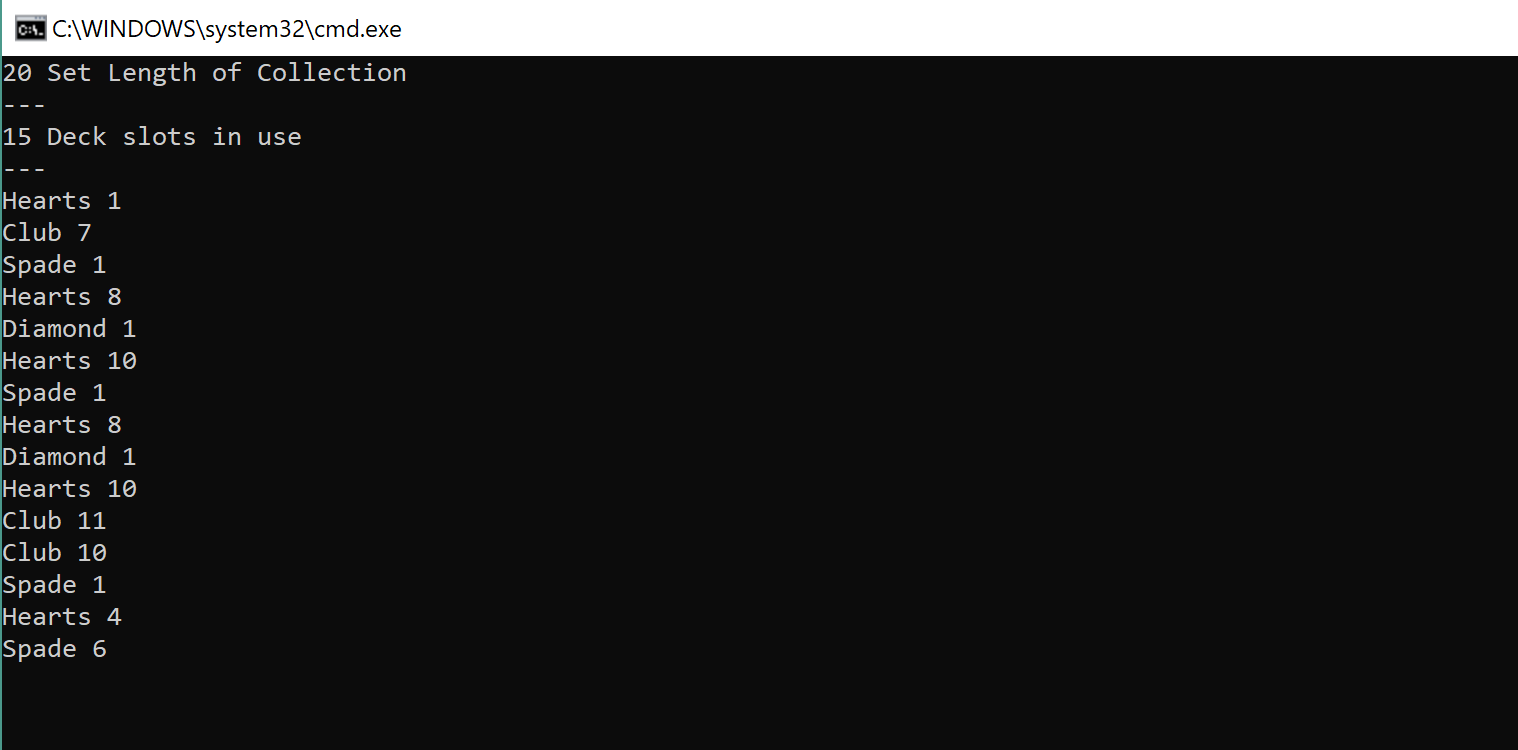 C:\WINDOWS\system32\cmd.exe
20 Set Length of Collection
---
15 Deck slots in use
---
Hearts 1
Club 7
Spade 1
Hearts 8
Diamond 1
Hearts 10
Spade 1
Hearts 8
Diamond 1
Hearts 10
Club 11
Club 10
Spade 1
Hearts 4
Spade 6